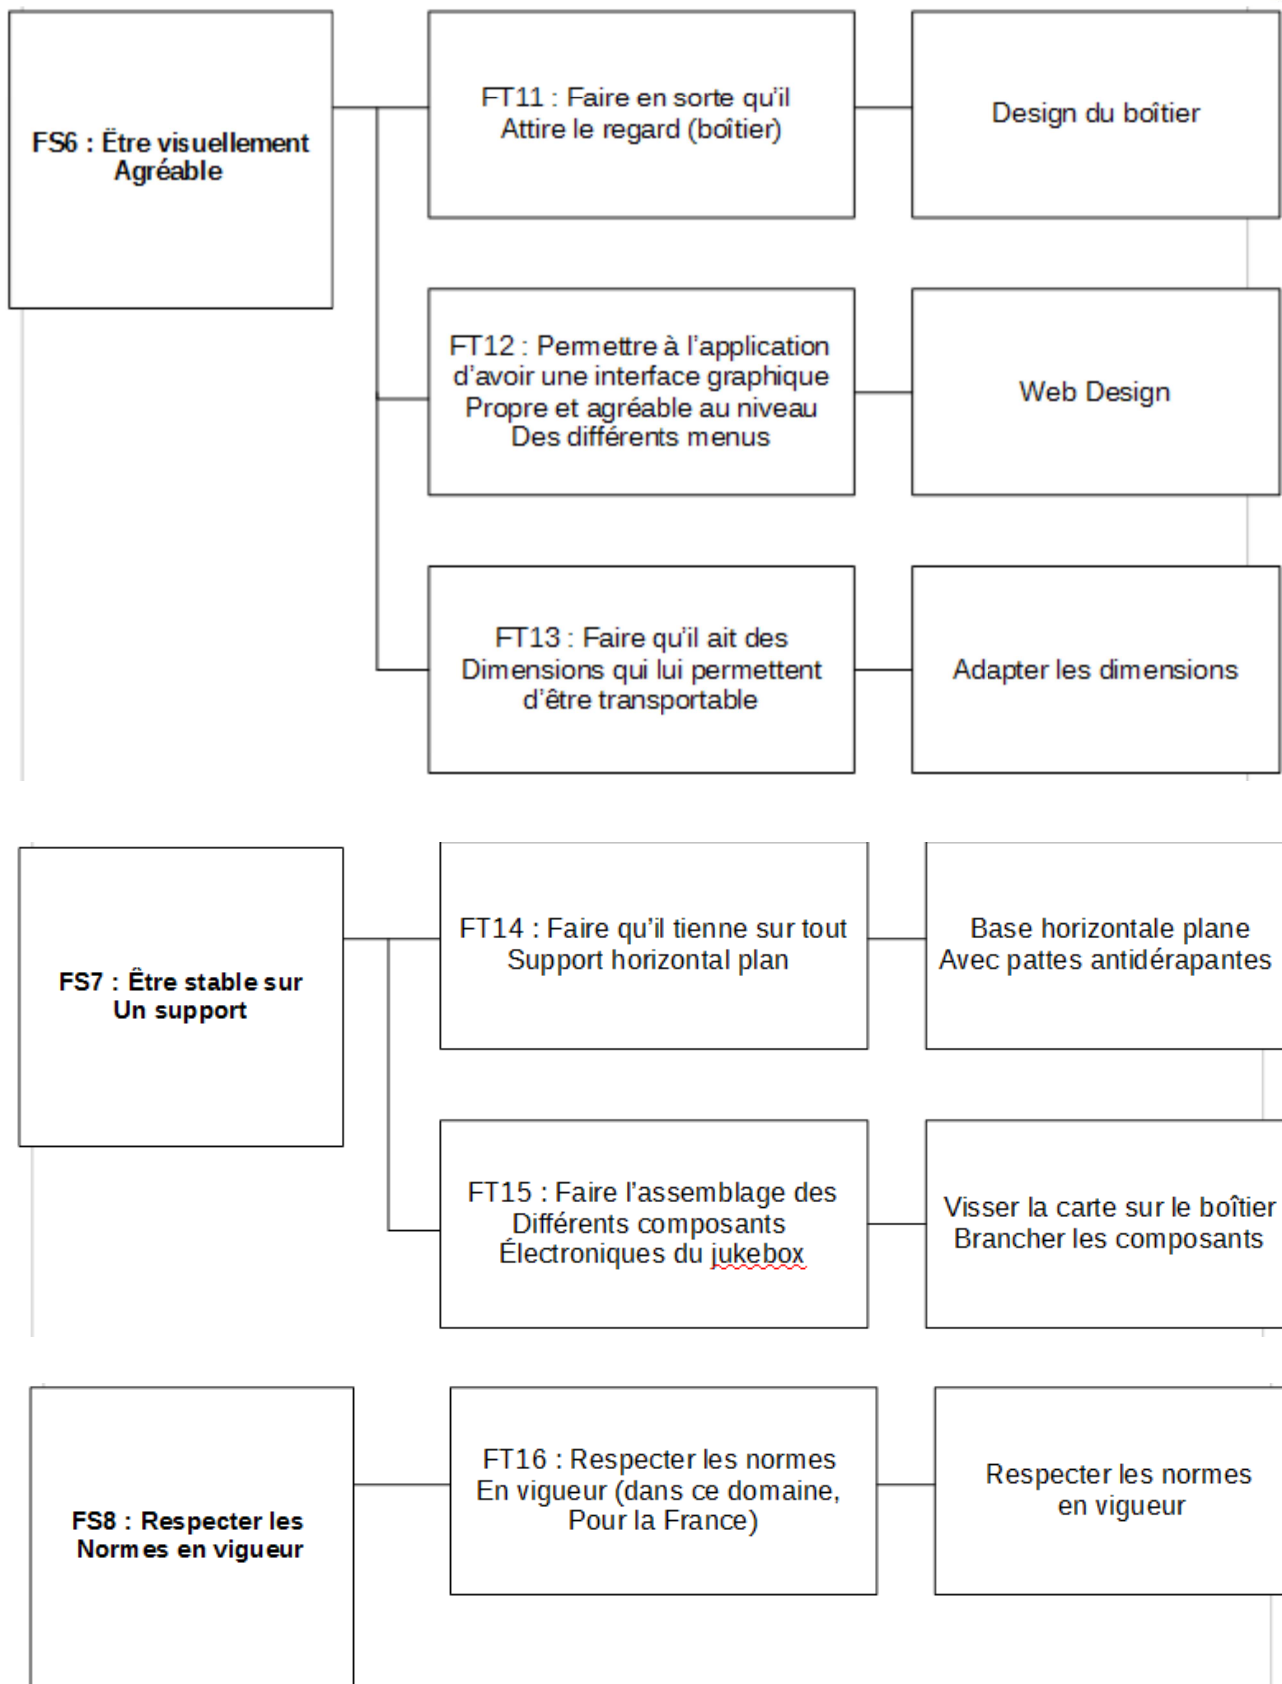 FS6 : Être visuellement
Agréable
FT11 : Faire en sorte qu'il
Attire le regard (boîtier)
Design du boîtier
FT12 : Permettre à l'application
d'avoir une interface graphique
Propre et agréable au niveau
Des différents menus
Web Design
FT13 : Faire qu'il ait des
Dimensions qui lui permettent
d'être transportable
Adapter les dimensions
FS7 : Être stable sur
Un support
FT14 : Faire qu'il tienne sur tout
Support horizontal plan
Base horizontale plane
Avec pattes antidérapantes
FT15 : Faire l'assemblage des
Différents composants
Électroniques du jukebox
Visser la carte sur le boîtier
Brancher les composants
FS8 : Respecter les
Normes en vigueur
FT16 : Respecter les normes
En vigueur (dans ce domaine,
Pour la France)
Respecter les normes
en vigueur